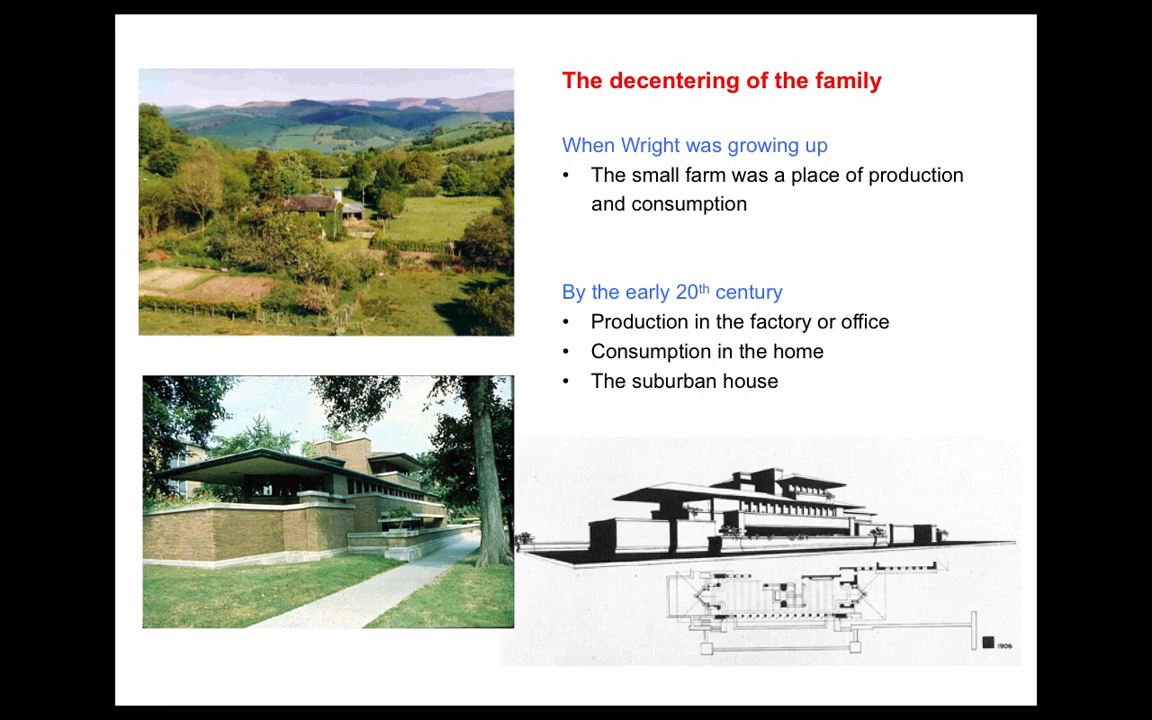 The decentering of the family
When Wright was growing up
• The small farm was a place of production
and consumption
By the early 20th century
• Production in the factory or office
• Consumption in the home
• The suburban house
1906